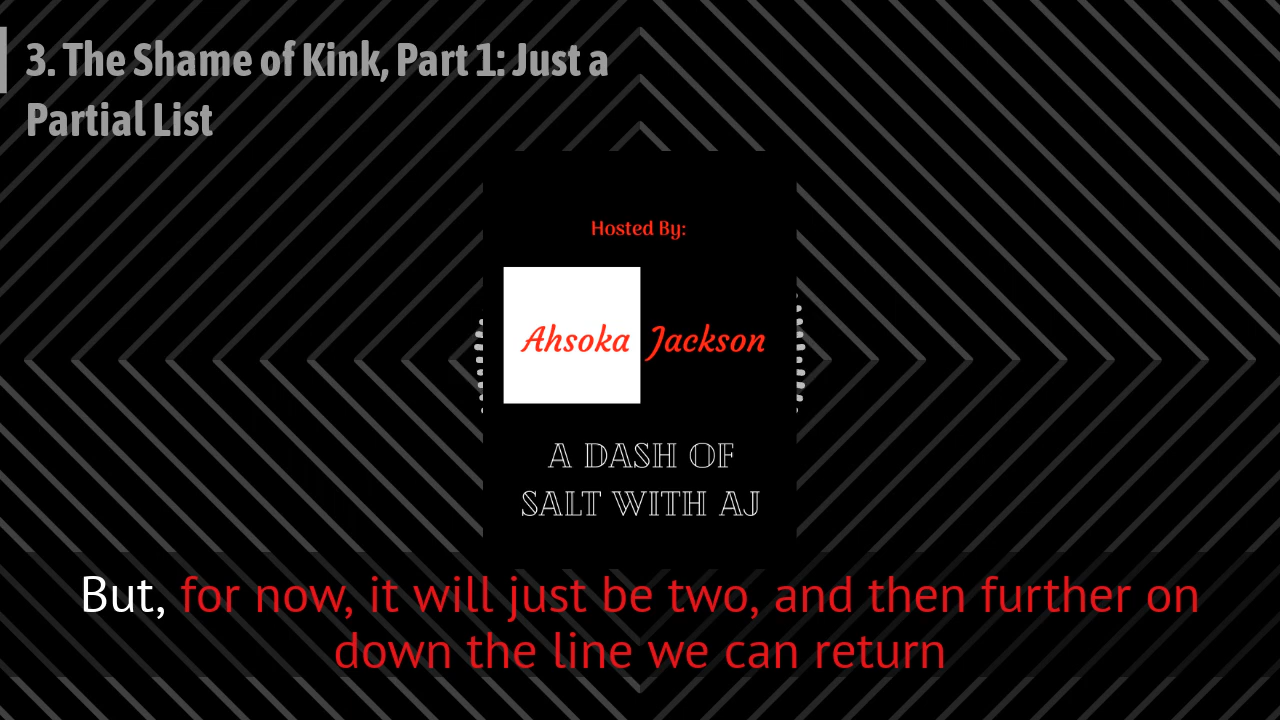 3. The Shame of Kink, Part 1: Just a
Partial List
Hosted By:
Ahsoka Jackson
A DASH OF
SALT WITH AJ
But, for now, it will just be two, and then further on
down the line we can return